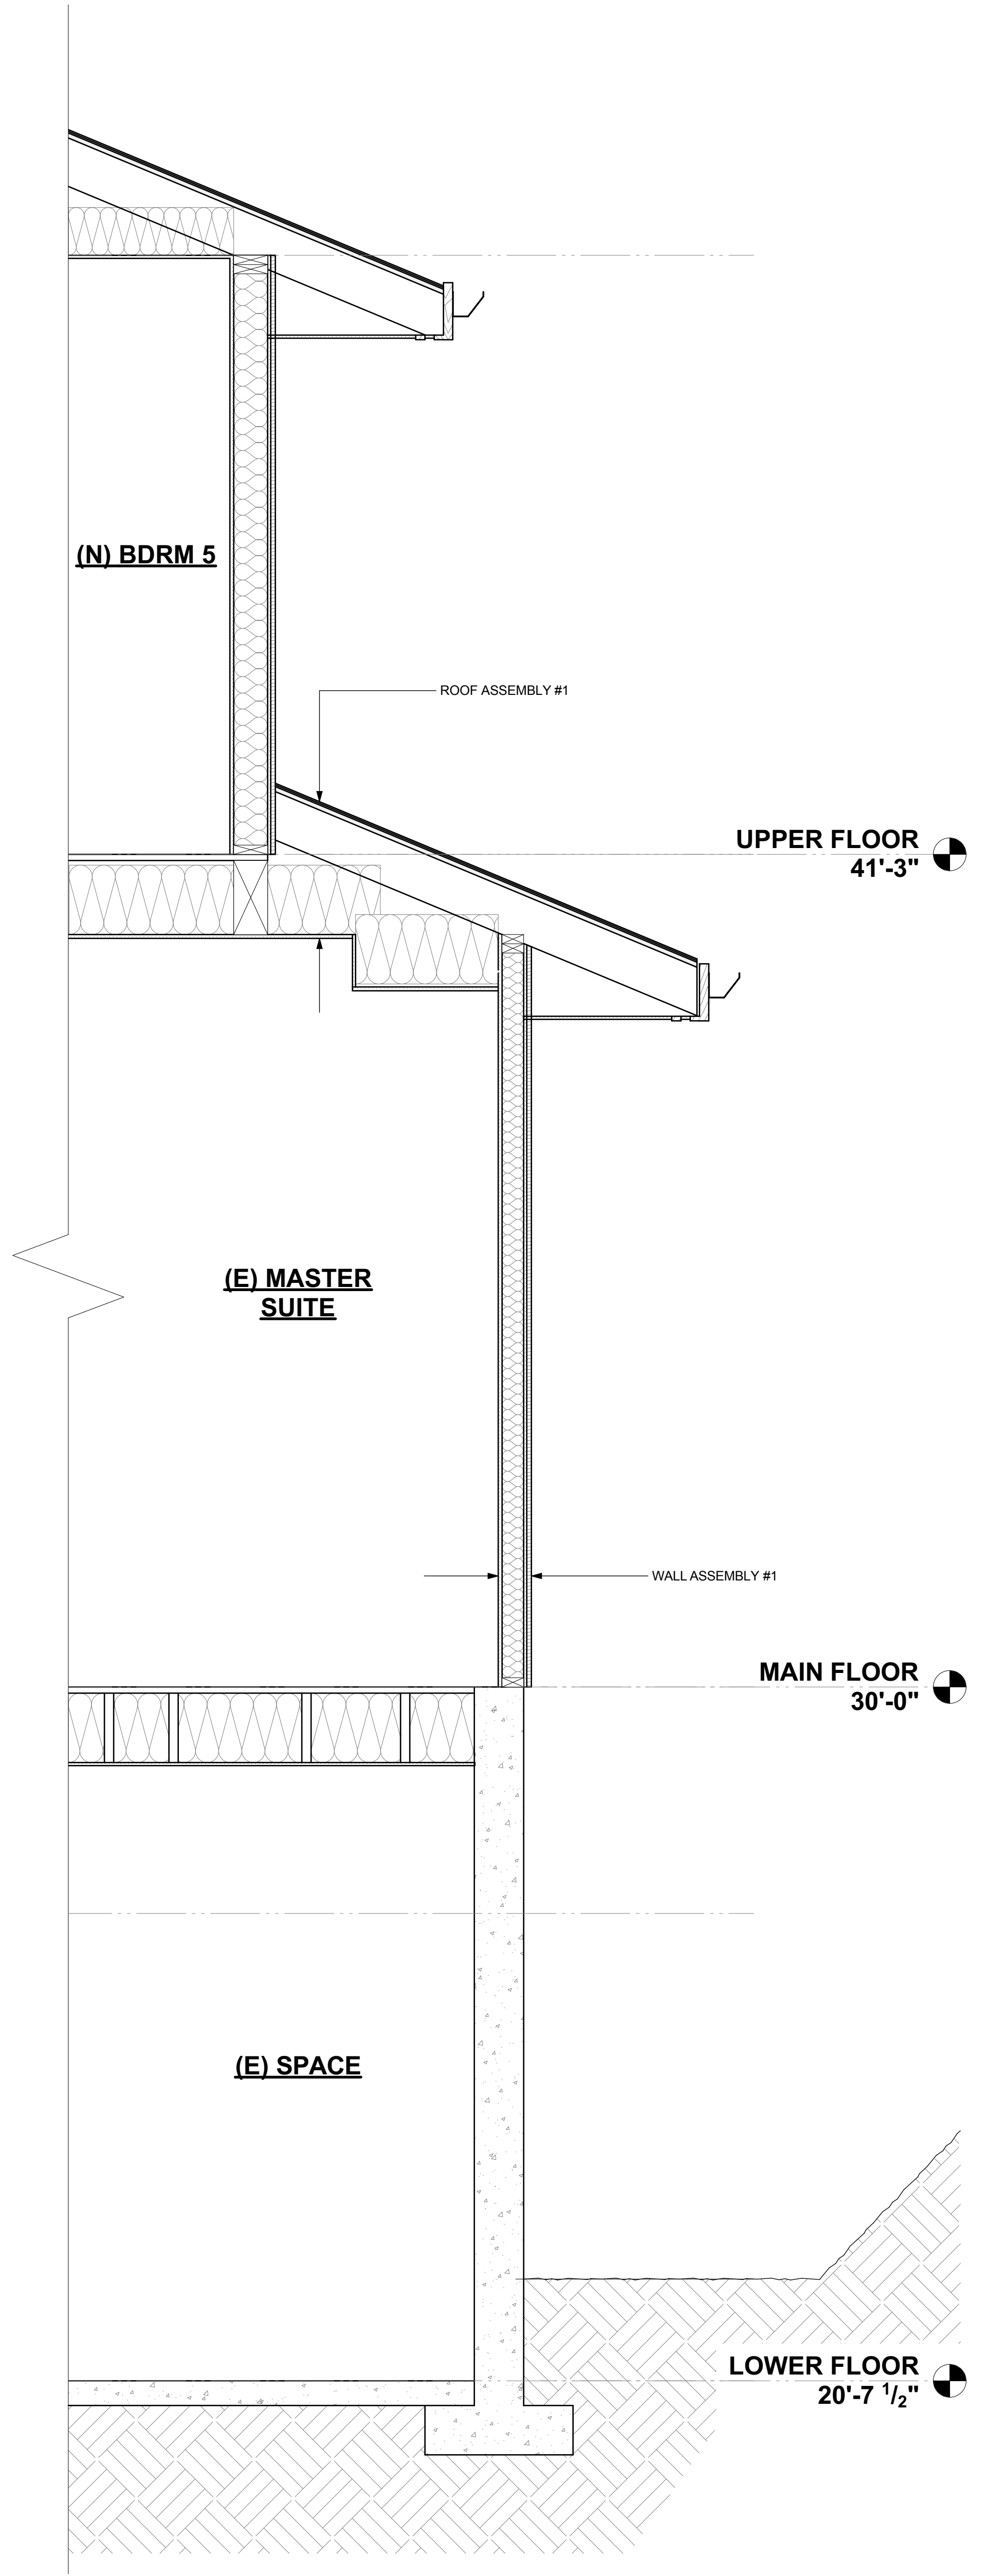 (N) BDRM 5
ROOF ASSEMBLY #1
UPPER FLOOR
41'-3"
(E) MASTER
SUITE
WALL ASSEMBLY #1
MAIN FLOOR
30'-0"
(E) SPACE
LOWER FLOOR
20'-7 1/2"